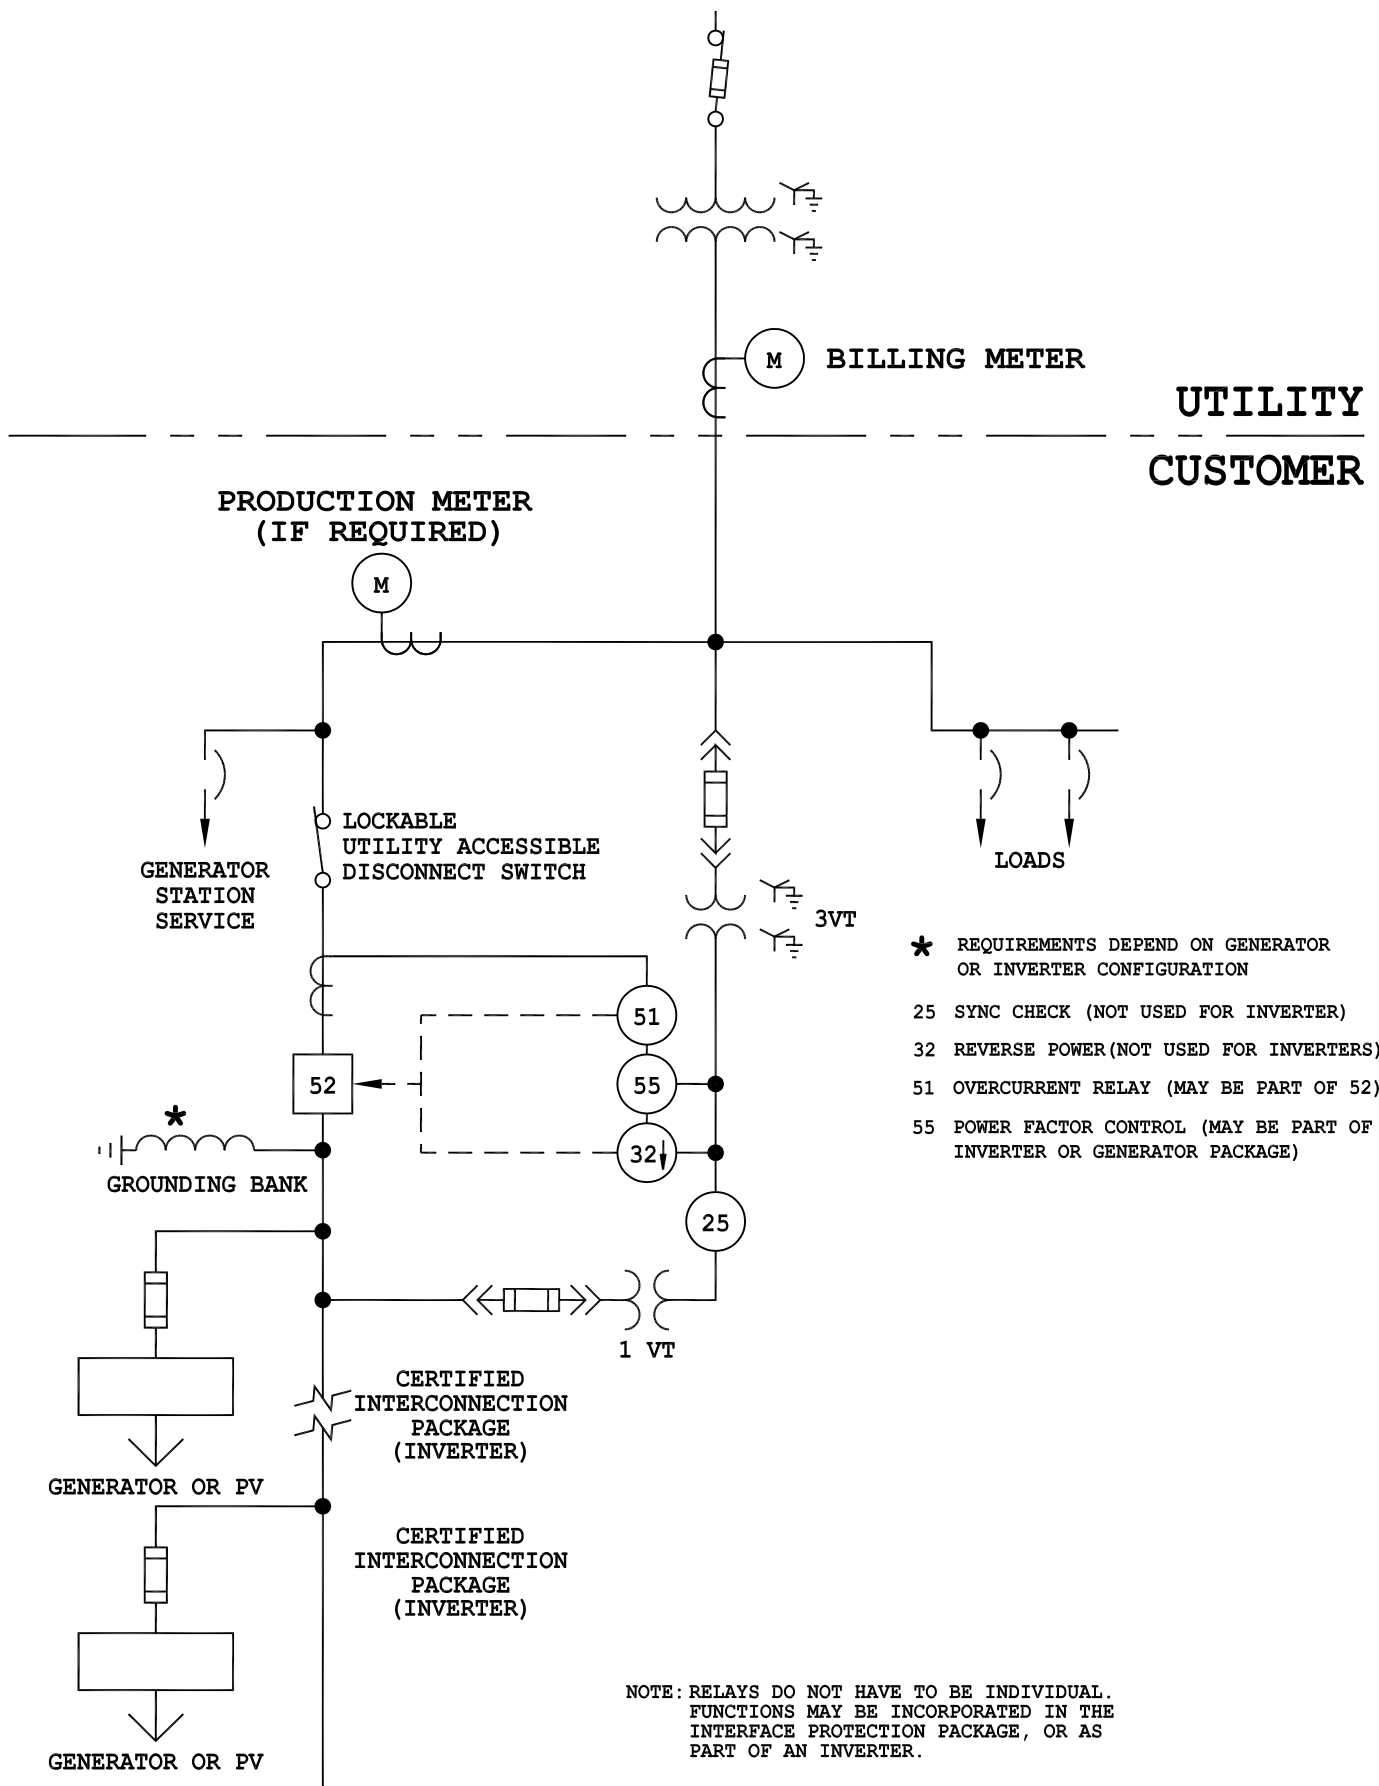 M BILLING METER
UTILITY
CUSTOMER
PRODUCTION METER
(IF REQUIRED)
M
LOCKABLE
UTILITY ACCESSIBLE
DISCONNECT SWITCH
GENERATOR
STATION
SERVICE
LOADS
3VT
* REQUIREMENTS DEPEND ON GENERATOR
OR INVERTER CONFIGURATION
25 SYNC CHECK (NOT USED FOR INVERTER)
32 REVERSE POWER(NOT USED FOR INVERTERS)
51 OVERCURRENT RELAY (MAY BE PART OF 52)
55 POWER FACTOR CONTROL (MAY BE PART OF
INVERTER OR GENERATOR PACKAGE)
51
52
55
*
32
GROUNDING BANK
25
1 VT
CERTIFIED
INTERCONNECTION
PACKAGE
(INVERTER)
GENERATOR OR PV
CERTIFIED
INTERCONNECTION
PACKAGE
(INVERTER)
GENERATOR OR PV
NOTE: RELAYS DO NOT HAVE TO BE INDIVIDUAL.
FUNCTIONS MAY BE INCORPORATED IN THE
INTERFACE PROTECTION PACKAGE, OR AS
PART OF AN INVERTER.